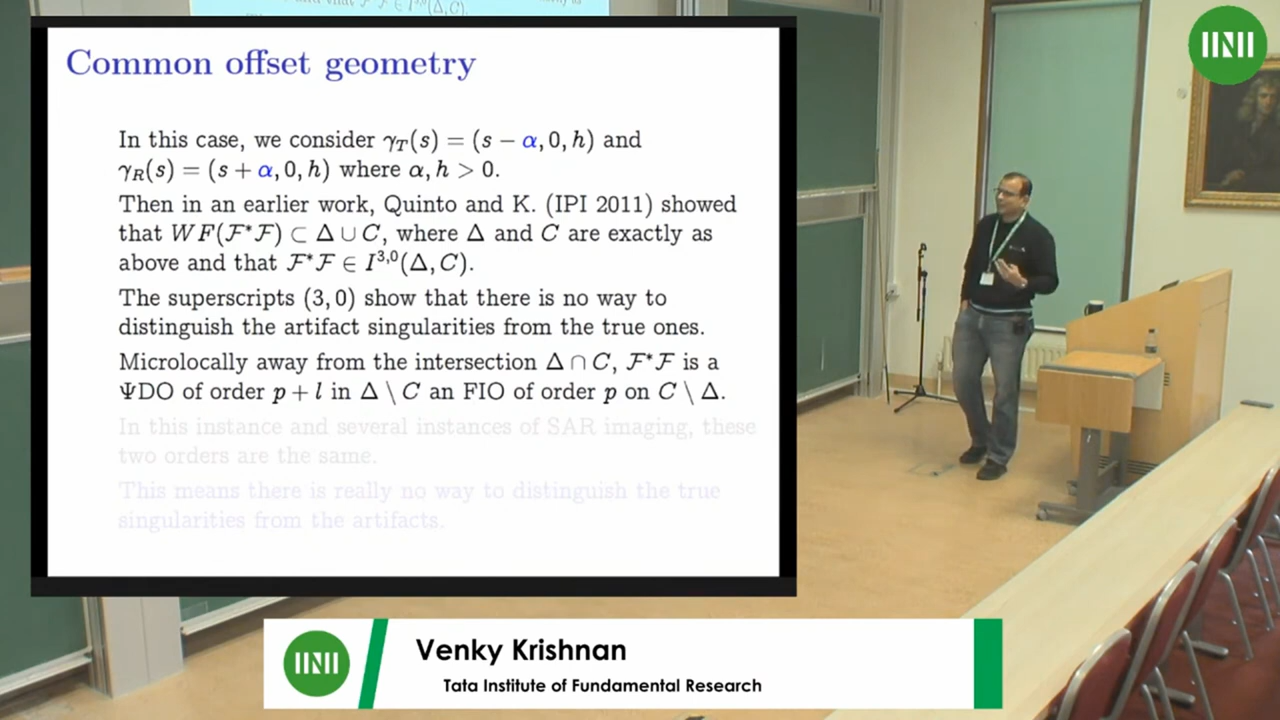 Common offset geometry
In this case, we consider γ_T(s) = (s − α, 0, h) and
γ_R(s) = (s + α, 0, h) where α, h > 0.
Then in an earlier work, Quinto and K. (IPI 2011) showed
that WF(ℱ*ℱ) ⊂ Δ ∪ C, where Δ and C are exactly as
above and that ℱ*ℱ ∈ I^{3,0}(Δ, C).
The superscripts (3, 0) show that there is no way to
distinguish the artifact singularities from the true ones.
Microlocally away from the intersection Δ ∩ C, ℱ*ℱ is a
ΨDO of order p + l in Δ \ C an FIO of order p on C \ Δ.
In this instance and several instances of SAR imaging, these
two orders are the same.
This means there is really no way to distinguish the true
singularities from the artifacts.
Venky Krishnan
Tata Institute of Fundamental Research